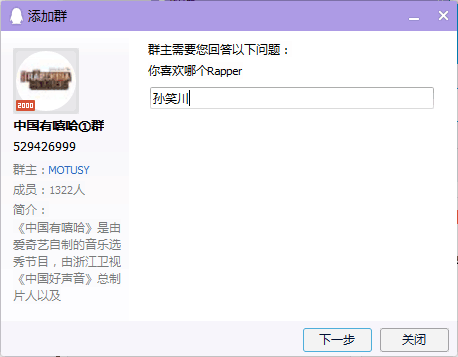 添加群
2000
中国有嘻哈①群
529426999
群主：MOTUSY
成员：1322人
简介：
《中国有嘻哈》是由
爱奇艺自制的音乐选
秀节目，由浙江卫视
《中国好声音》总制
片人以及
群主需要您回答以下问题：
你喜欢哪个Rapper
孙笑川
下一步
关闭